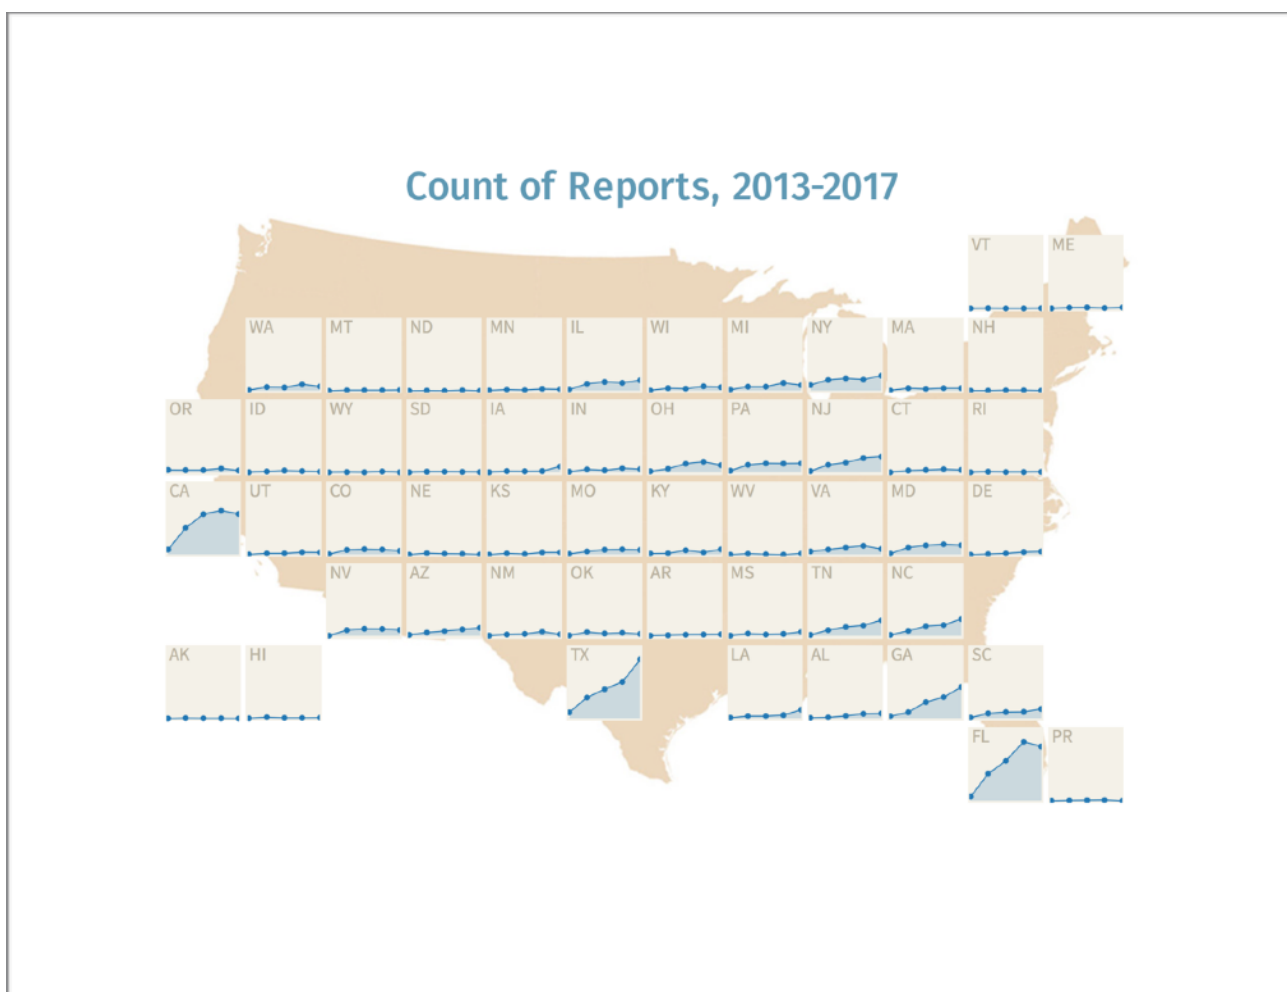 Count of Reports, 2013-2017
VT ME
WA MT ND MN IL WI MI NY MA NH
OR ID WY SD IA IN OH PA NJ CT RI
CA UT CO NE KS MO KY WV VA MD DE
NV AZ NM OK AR MS TN NC
AK HI TX LA AL GA SC
FL PR